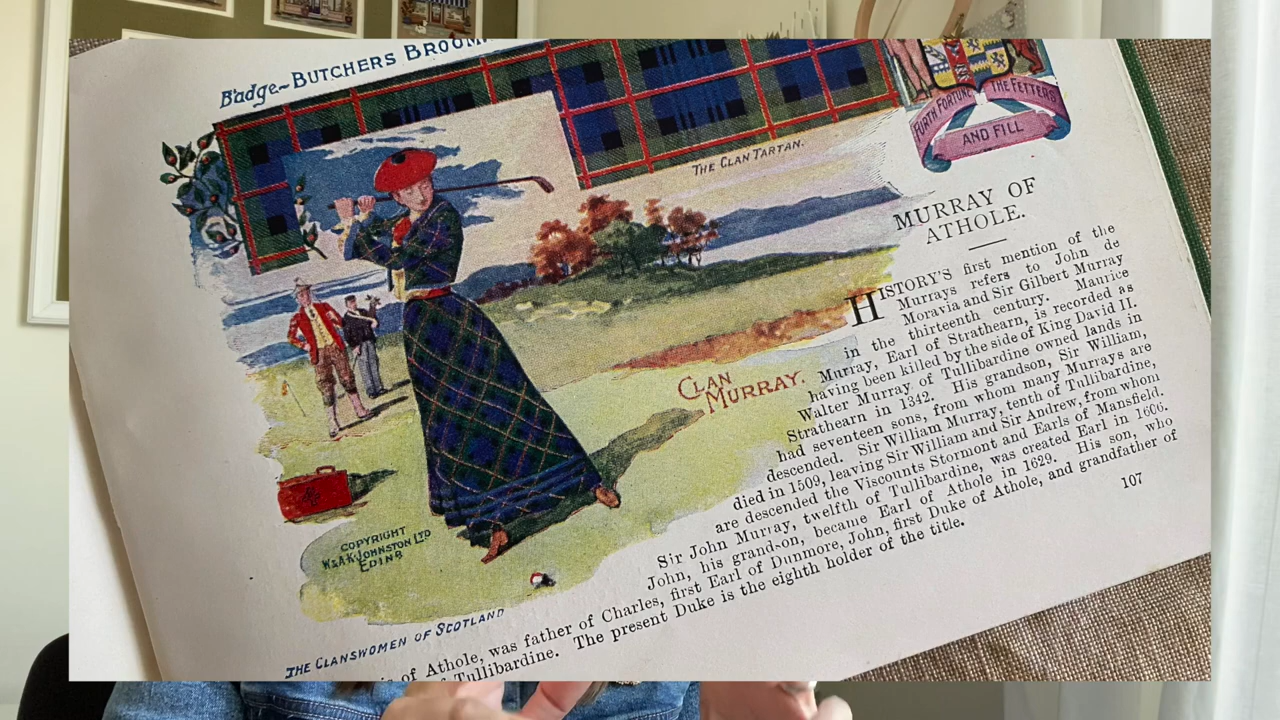 Badge~BUTCHERS BROOM
FURTH FORTUNE, THE FETTERS
AND FILL
THE CLAN TARTAN.
MURRAY OF
ATHOLE.
HISTORY'S first mention of the
Murrays refers to John de
Moravia and Sir Gilbert Murray
in the thirteenth century. Maurice
Murray, Earl of Strathearn, is recorded as
having been killed by the side of King David II.
Walter Murray of Tullibardine owned lands in
Strathearn in 1342. His grandson, Sir William,
had seventeen sons, from whom many Murrays are
descended. Sir William Murray, tenth of Tullibardine,
died in 1509, leaving Sir William and Sir Andrew, from whom
are descended the Viscounts Stormont and Earls of Mansfield.
Sir John Murray, twelfth of Tullibardine, was created Earl in 1606.
John, his grand-son, became Earl of Athole in 1629. His son, who
of Athole, was father of Charles, first Earl of Dunmore, John, first Duke of Athole, and grandfather of
of Tullibardine. The present Duke is the eighth holder of the title.
107
CLAN
MURRAY.
COPYRIGHT
W&A.K.JOHNSTON LTD
EDINR
THE CLANSWOMEN OF SCOTLAND